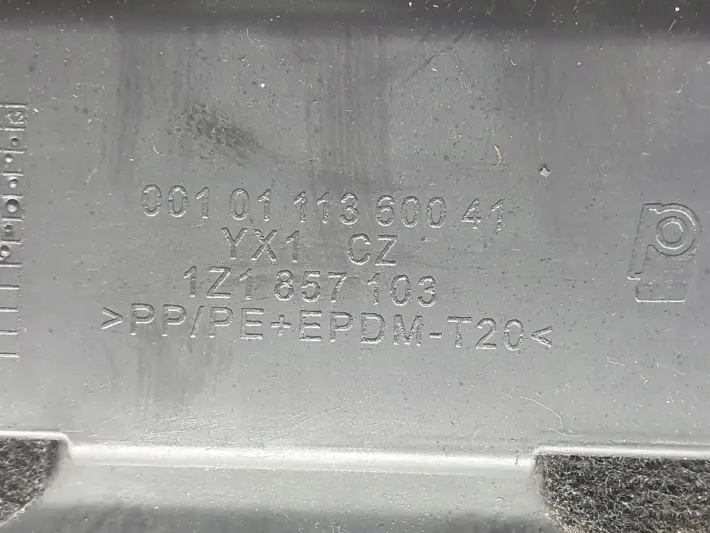 001 01 113 600 41
YX1 CZ
1Z1 857 103
>PP/PE+EPDM-T20<